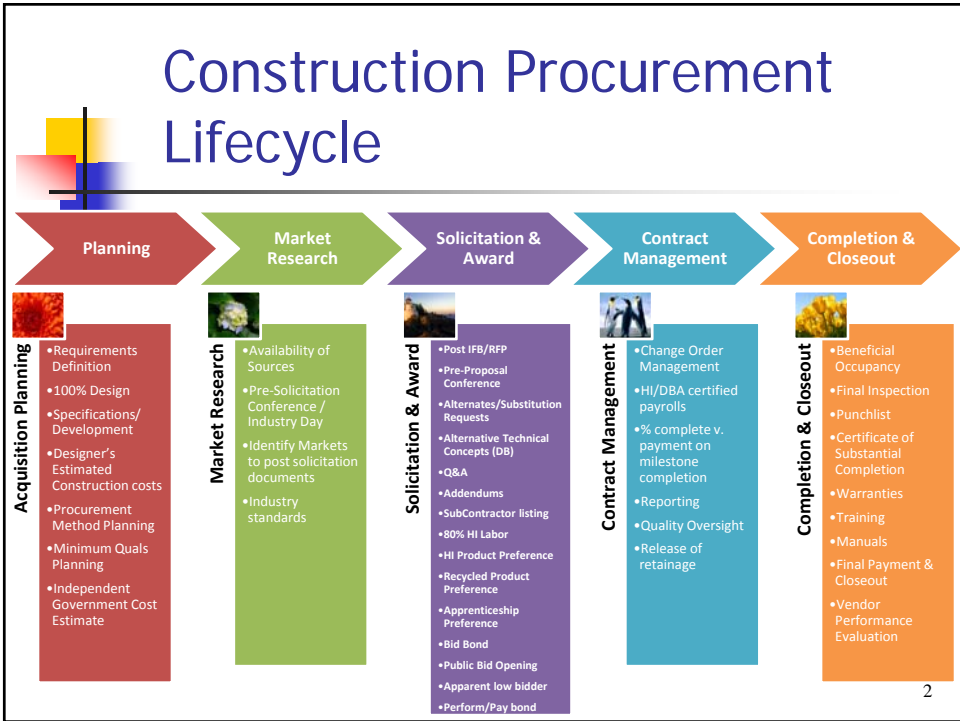 Construction Procurement
Lifecycle
Planning
Market
Research
Solicitation &
Award
Contract
Management
Completion &
Closeout
Acquisition Planning
•Requirements
Definition
•100% Design
•Specifications/
Development
•Designer's
Estimated
Construction costs
•Procurement
Method Planning
•Minimum Quals
Planning
•Independent
Government Cost
Estimate
Market Research
•Availability of
Sources
•Pre-Solicitation
Conference /
Industry Day
•Identify Markets
to post solicitation
documents
•Industry
standards
Solicitation & Award
•Post IFB/RFP
•Pre-Proposal
Conference
•Alternates/Substitution
Requests
•Alternative Technical
Concepts (DB)
•Q&A
•Addendums
•SubContractor listing
•80% HI Labor
•HI Product Preference
•Recycled Product
Preference
•Apprenticeship
Preference
•Bid Bond
•Public Bid Opening
•Apparent low bidder
•Perform/Pay bond
Contract Management
•Change Order
Management
•HI/DBA certified
payrolls
•% complete v.
payment on
milestone
completion
•Reporting
•Quality Oversight
•Release of
retainage
Completion & Closeout
•Beneficial
Occupancy
•Final Inspection
•Punchlist
•Certificate of
Substantial
Completion
•Warranties
•Training
•Manuals
•Final Payment &
Closeout
•Vendor
Performance
Evaluation
2